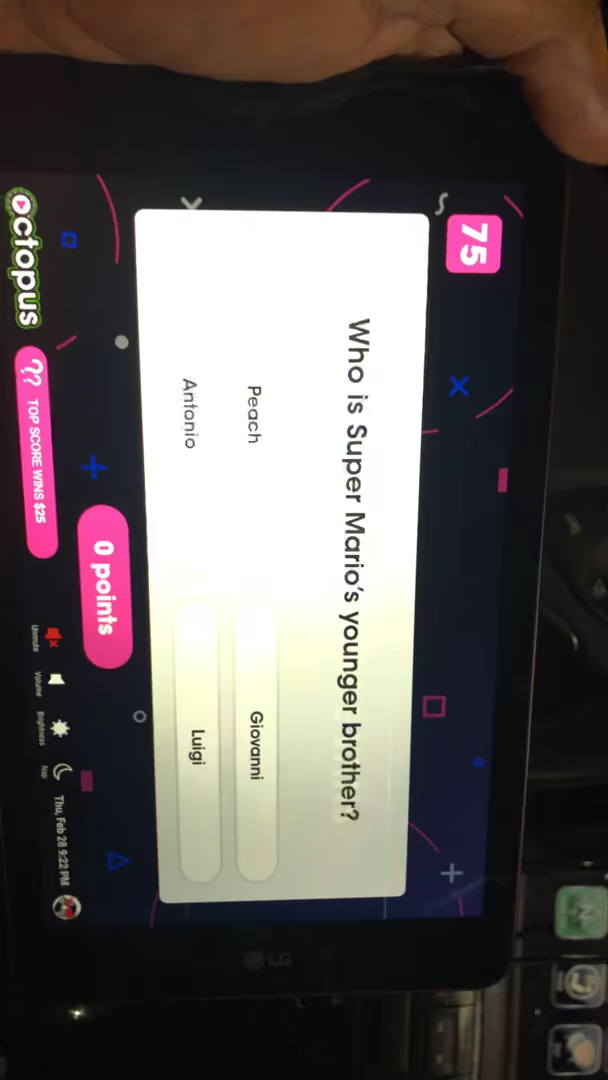 75
Who is Super Mario's younger brother?
Peach
Giovanni
Antonio
Luigi
0 points
octopus
?? TOP SCORE WINS $25
Unmute
Volume
Brightness
Nap
Thu, Feb 28 9:22 PM
LG